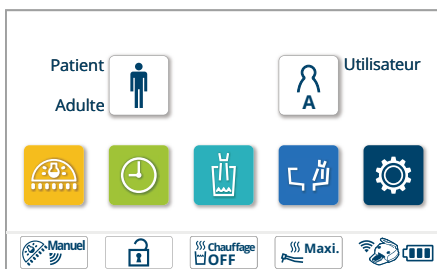 Patient
Adulte
Utilisateur
A
Manuel
Chauffage
OFF
Maxi.